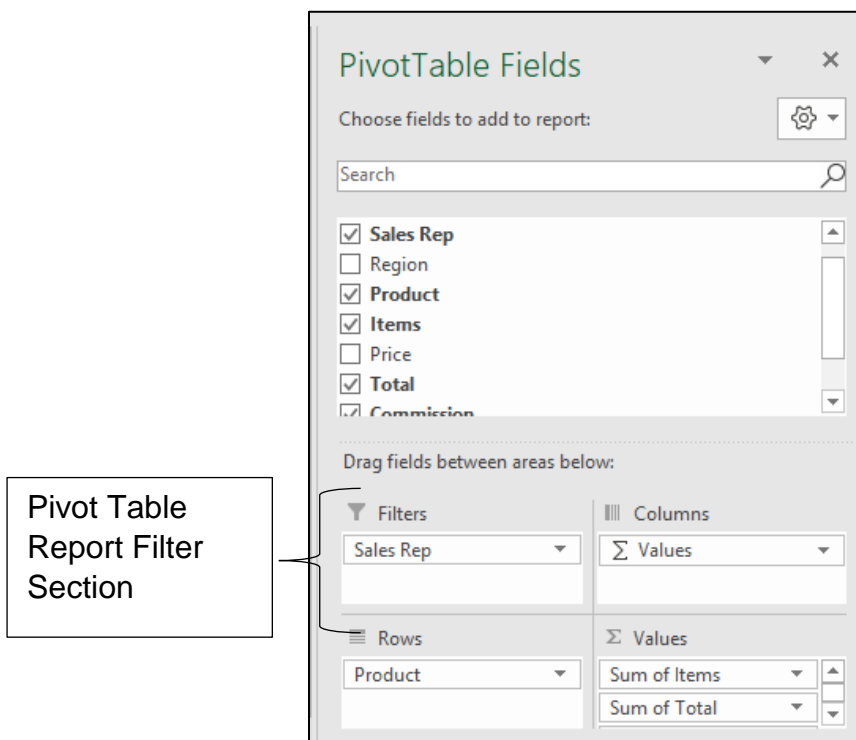 PivotTable Fields
Choose fields to add to report:
Search
Sales Rep
Region
Product
Items
Price
Total
Commission
Drag fields between areas below:
Pivot Table
Report Filter
Section
Filters
Sales Rep
Columns
Σ Values
Rows
Product
Σ Values
Sum of Items
Sum of Total